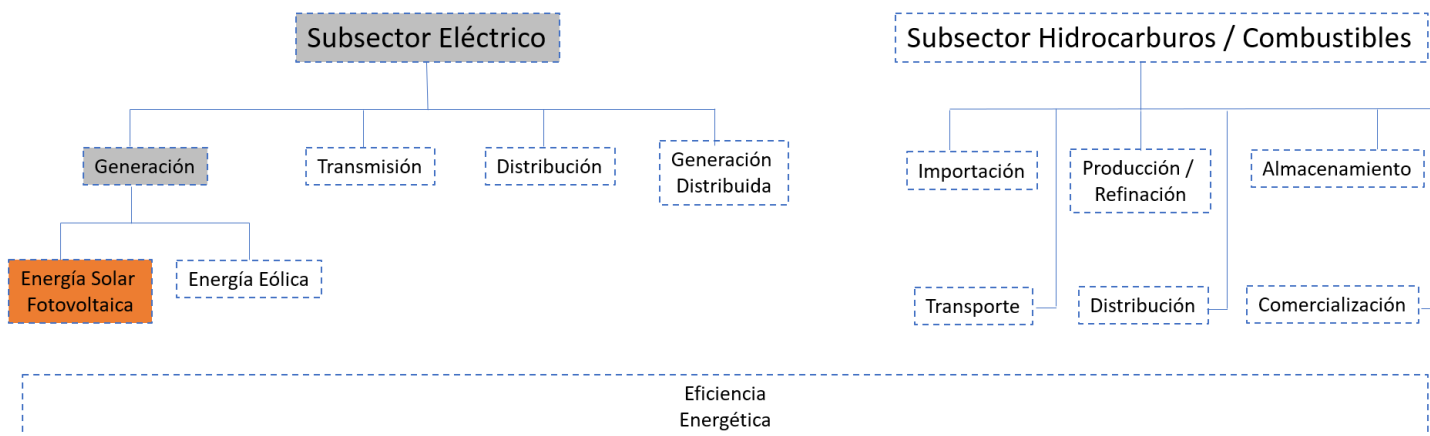 Subsector Eléctrico
Subsector Hidrocarburos / Combustibles
Generación
Transmisión
Distribución
Generación
Distribuida
Importación
Producción /
Refinación
Almacenamiento
Energía Solar
Fotovoltaica
Energía Eólica
Transporte
Distribución
Comercialización
Eficiencia
Energética